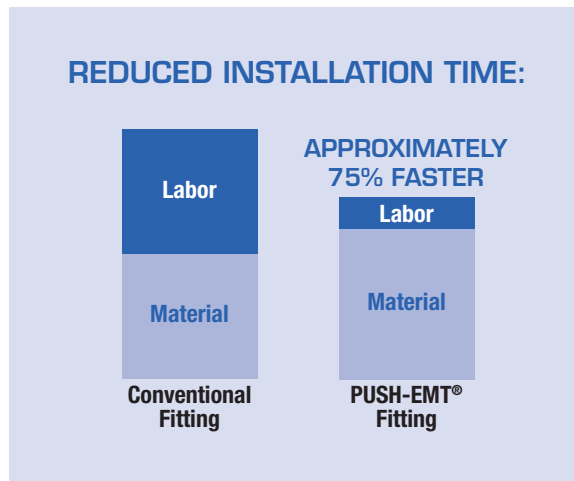 REDUCED INSTALLATION TIME:
APPROXIMATELY
75% FASTER
Labor
Material
Conventional
Fitting
Labor
Material
PUSH-EMT®
Fitting